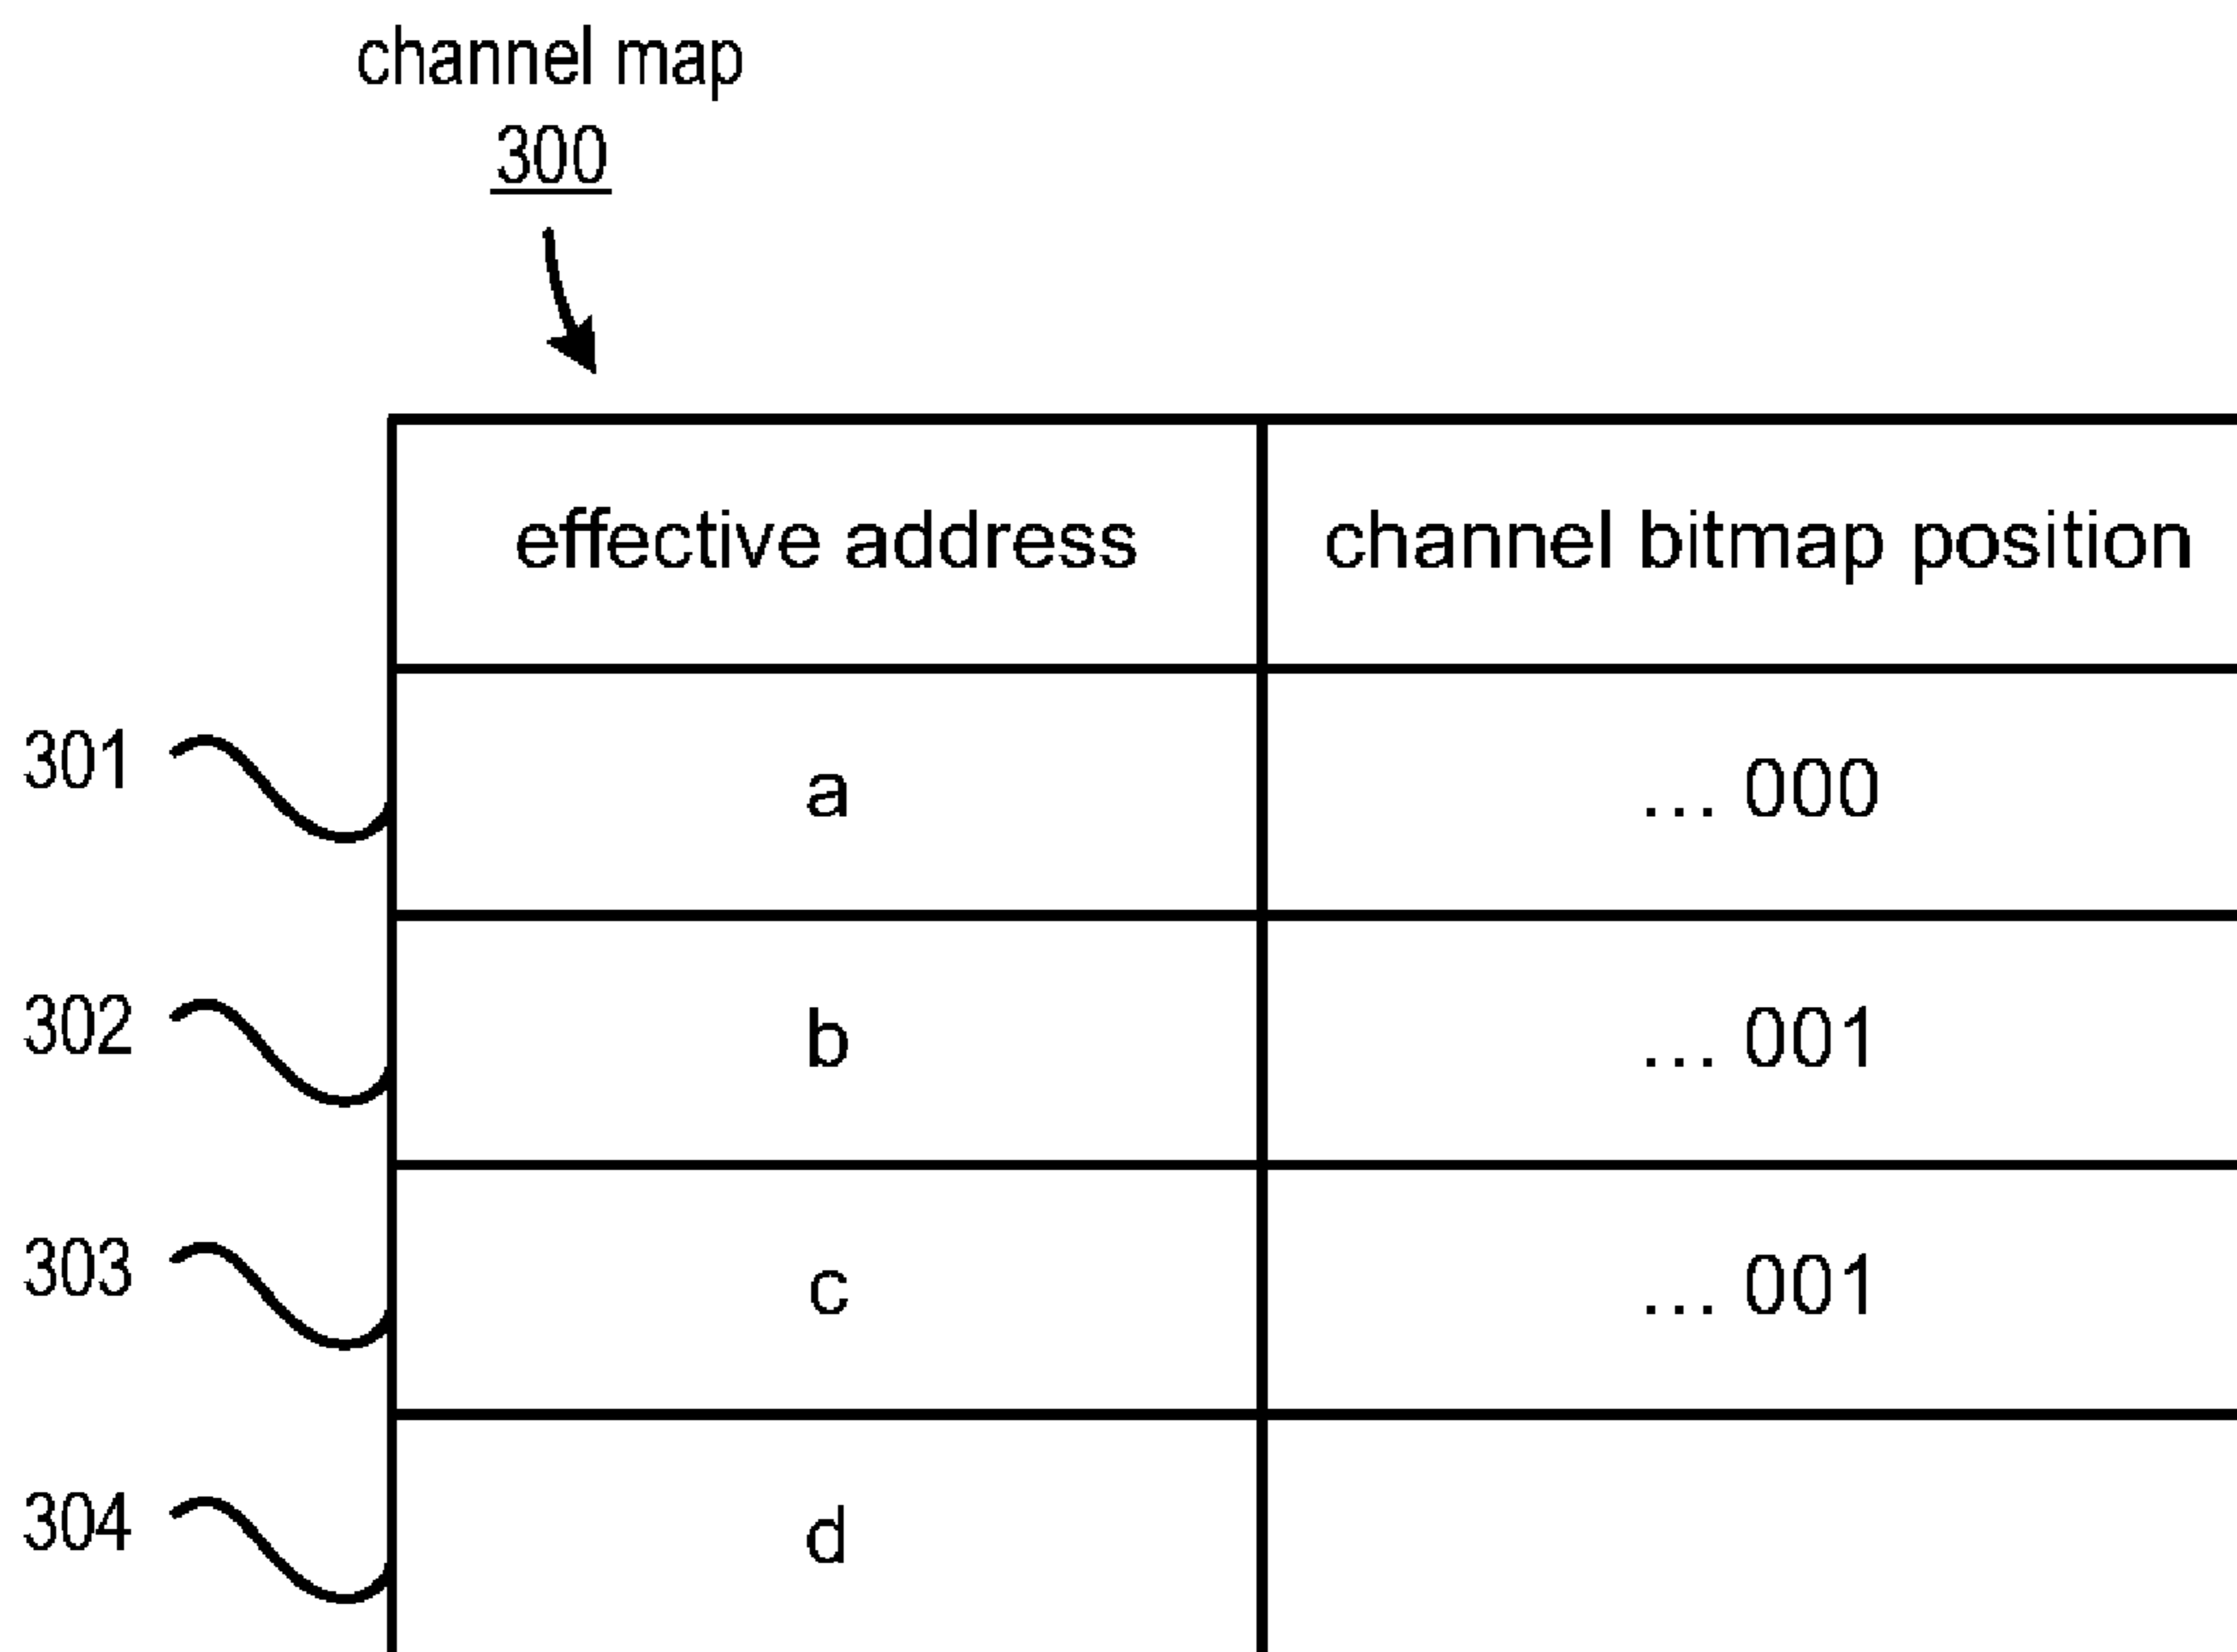 channel map
300
effective address channel bitmap position
301 a ... 000
302 b ... 001
303 c ... 001
304 d